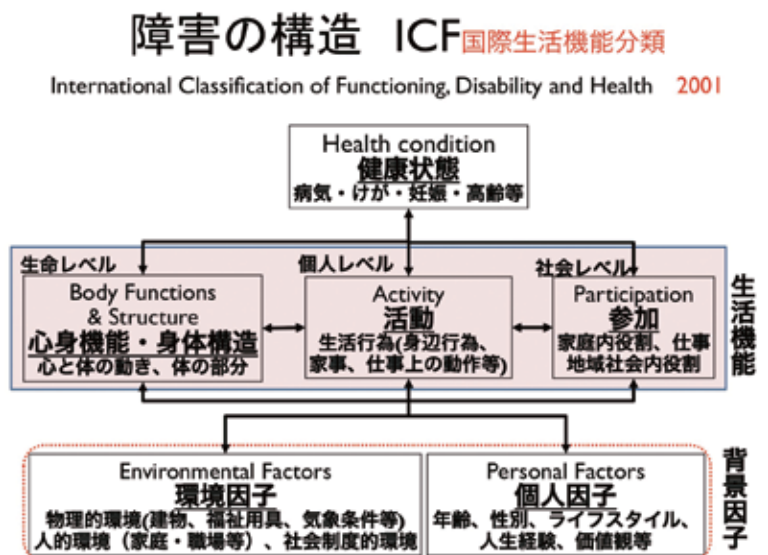 障害の構造 ICF国際生活機能分類
International Classification of Functioning, Disability and Health 2001
Health condition
健康状態
病気・けが・妊娠・高齢等
生命レベル
個人レベル
社会レベル
Body Functions
& Structure
心身機能・身体構造
心と体の動き、体の部分
Activity
活動
生活行為(身辺行為、
家事、仕事上の動作等)
Participation
参加
家庭内役割、仕事
地域社会内役割
生活機能
Environmental Factors
環境因子
物理的環境(建物、福祉用具、気象条件等)
人的環境（家庭・職場等）、社会制度的環境
Personal Factors
個人因子
年齢、性別、ライフスタイル、
人生経験、価値観等
背景因子